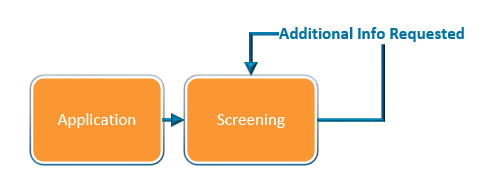 Additional Info Requested
Application
Screening